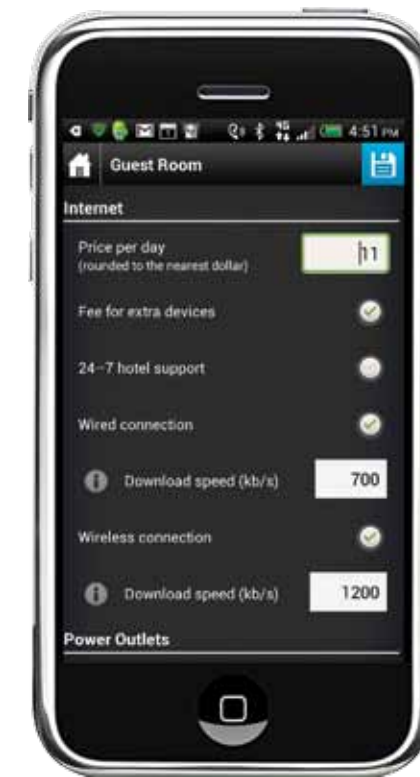 4G 4:51 PM
Guest Room
Internet
Price per day
(rounded to the nearest dollar)
11
Fee for extra devices
24-7 hotel support
Wired connection
Download speed (kb/s) 700
Wireless connection
Download speed (kb/s) 1200
Power Outlets